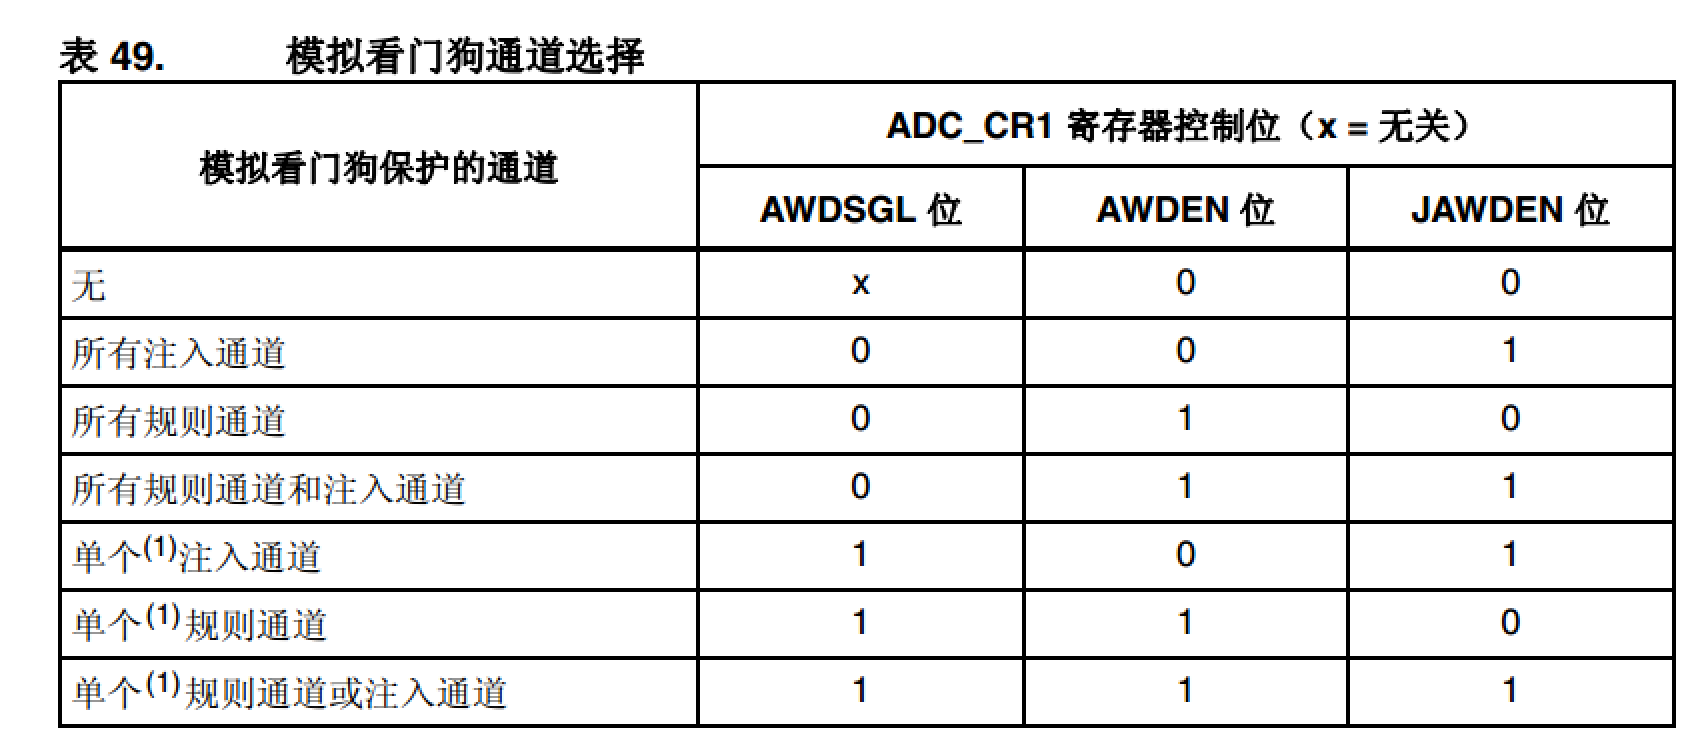 表 49. 模拟看门狗通道选择
模拟看门狗保护的通道
ADC_CR1 寄存器控制位（x = 无关）
AWDSGL 位 AWDEN 位 JAWDEN 位
无 x 0 0
所有注入通道 0 0 1
所有规则通道 0 1 0
所有规则通道和注入通道 0 1 1
单个(1)注入通道 1 0 1
单个(1)规则通道 1 1 0
单个(1)规则通道或注入通道 1 1 1